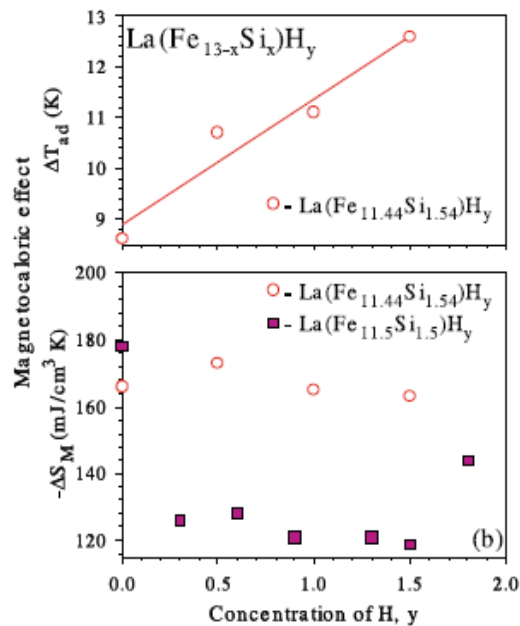 13
La(Fe13-xSix)Hy
12
11
10
9
ΔTad (K)
- La(Fe11.44Si1.54)Hy
Magnetocaloric effect
200
- La(Fe11.44Si1.54)Hy
- La(Fe11.5Si1.5)Hy
180
160
140
120
-ΔSM (mJ/cm³ K)
(b)
0.0 0.5 1.0 1.5 2.0
Concentration of H, y